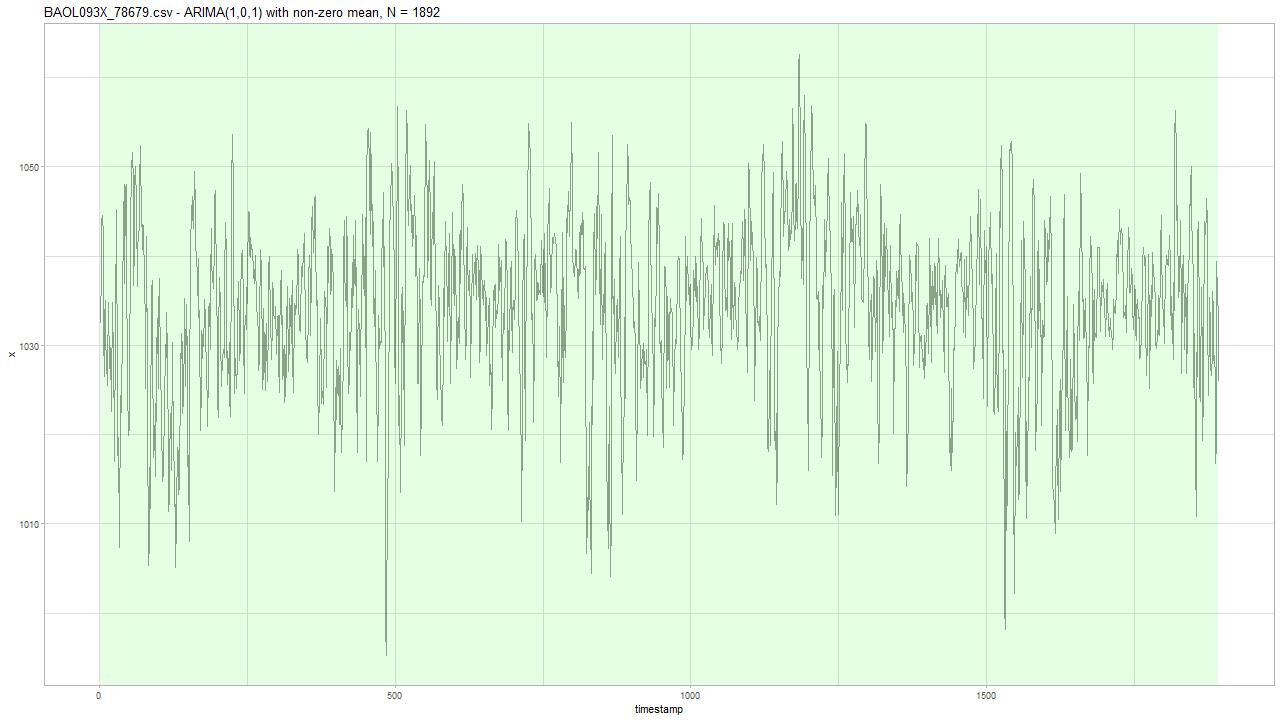 BAOL093X_78679.csv - ARIMA(1,0,1) with non-zero mean, N = 1892
1050
1030
1010
x
0
500
1000
1500
timestamp